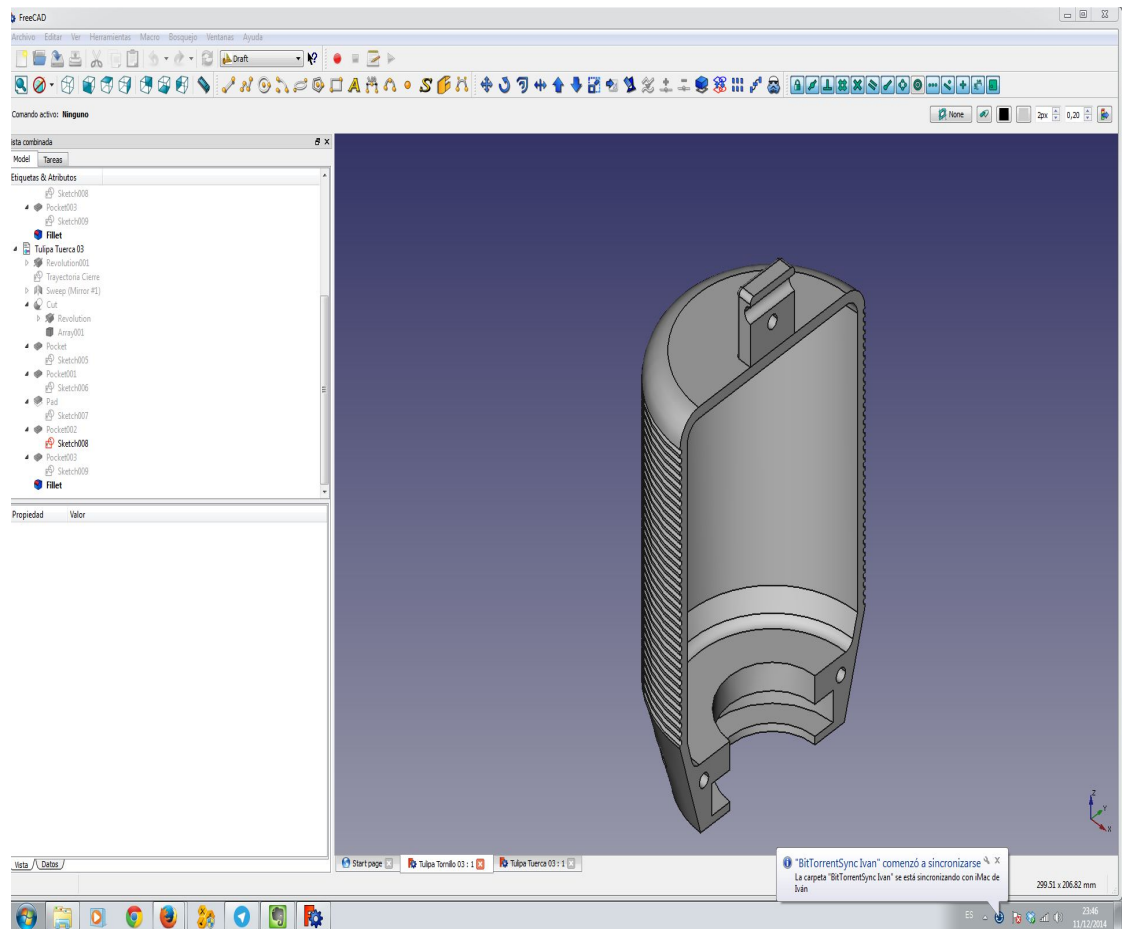 FreeCAD
Archivo Editar Ver Herramientas Macro Bosquejo Ventanas Ayuda
Draft
Comando activo: Ninguno
None 2px 0,20
ista combinada
Model Tareas
Etiquetas & Atributos
Sketch008
Pocket003
Sketch009
Fillet
Tulipa Tuerca 03
Revolution001
Trayectoria Cierre
Sweep (Mirror #1)
Cut
Revolution
Array001
Pocket
Sketch005
Pocket001
Sketch006
Pad
Sketch007
Pocket002
Sketch008
Pocket003
Sketch009
Fillet
Propiedad Valor
Z
Y
X
Vista Datos
Start page Tulipa Tornillo 03 : 1 Tulipa Tuerca 03 : 1
"BitTorrentSync Ivan" comenzó a sincronizarse
La carpeta "BitTorrentSync Ivan" se está sincronizando con iMac de
Iván
299.51 x 206.82 mm
ES
23:46
11/12/2014